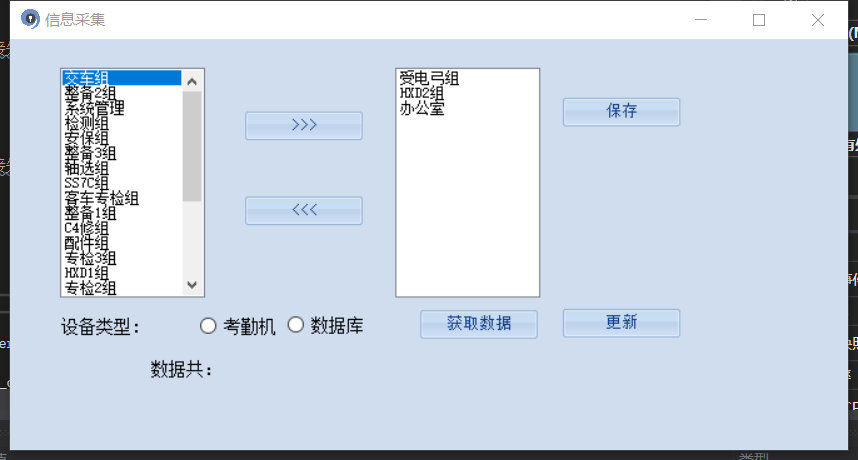 信息采集
交车组
整备2组
系统管理
检测组
安保组
整备3组
轴选组
SS7C组
客车专检组
整备1组
C4修组
配件组
专检3组
HXD1组
专检2组
>>>
<<<
受电弓组
HXD2组
办公室
保存
设备类型：
考勤机
数据库
获取数据
更新
数据共：
类型